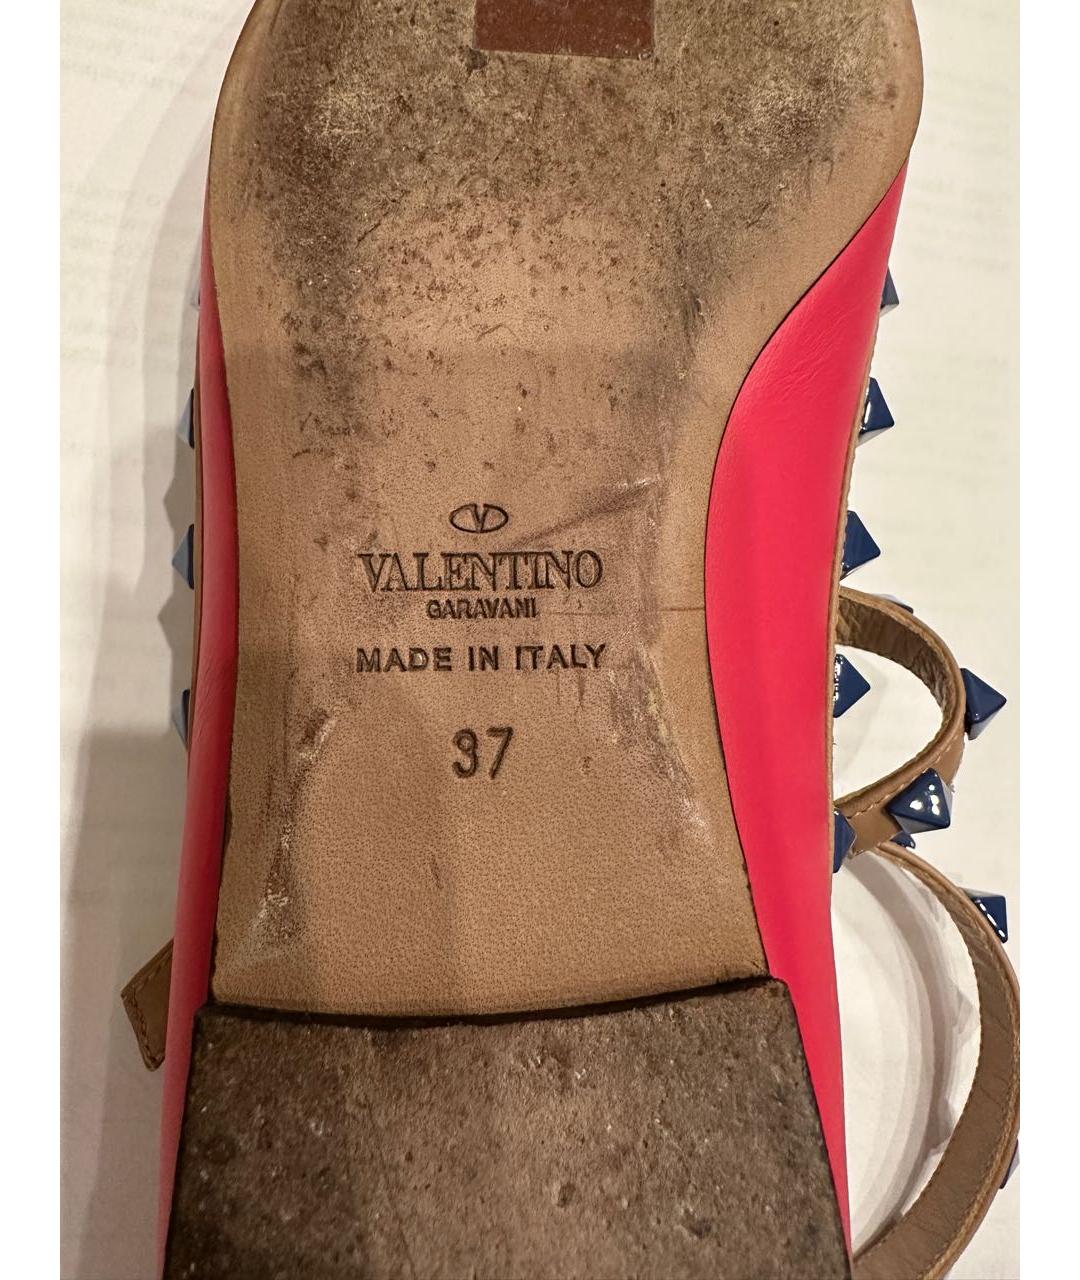 V
VALENTINO
GARAVANI
MADE IN ITALY
37